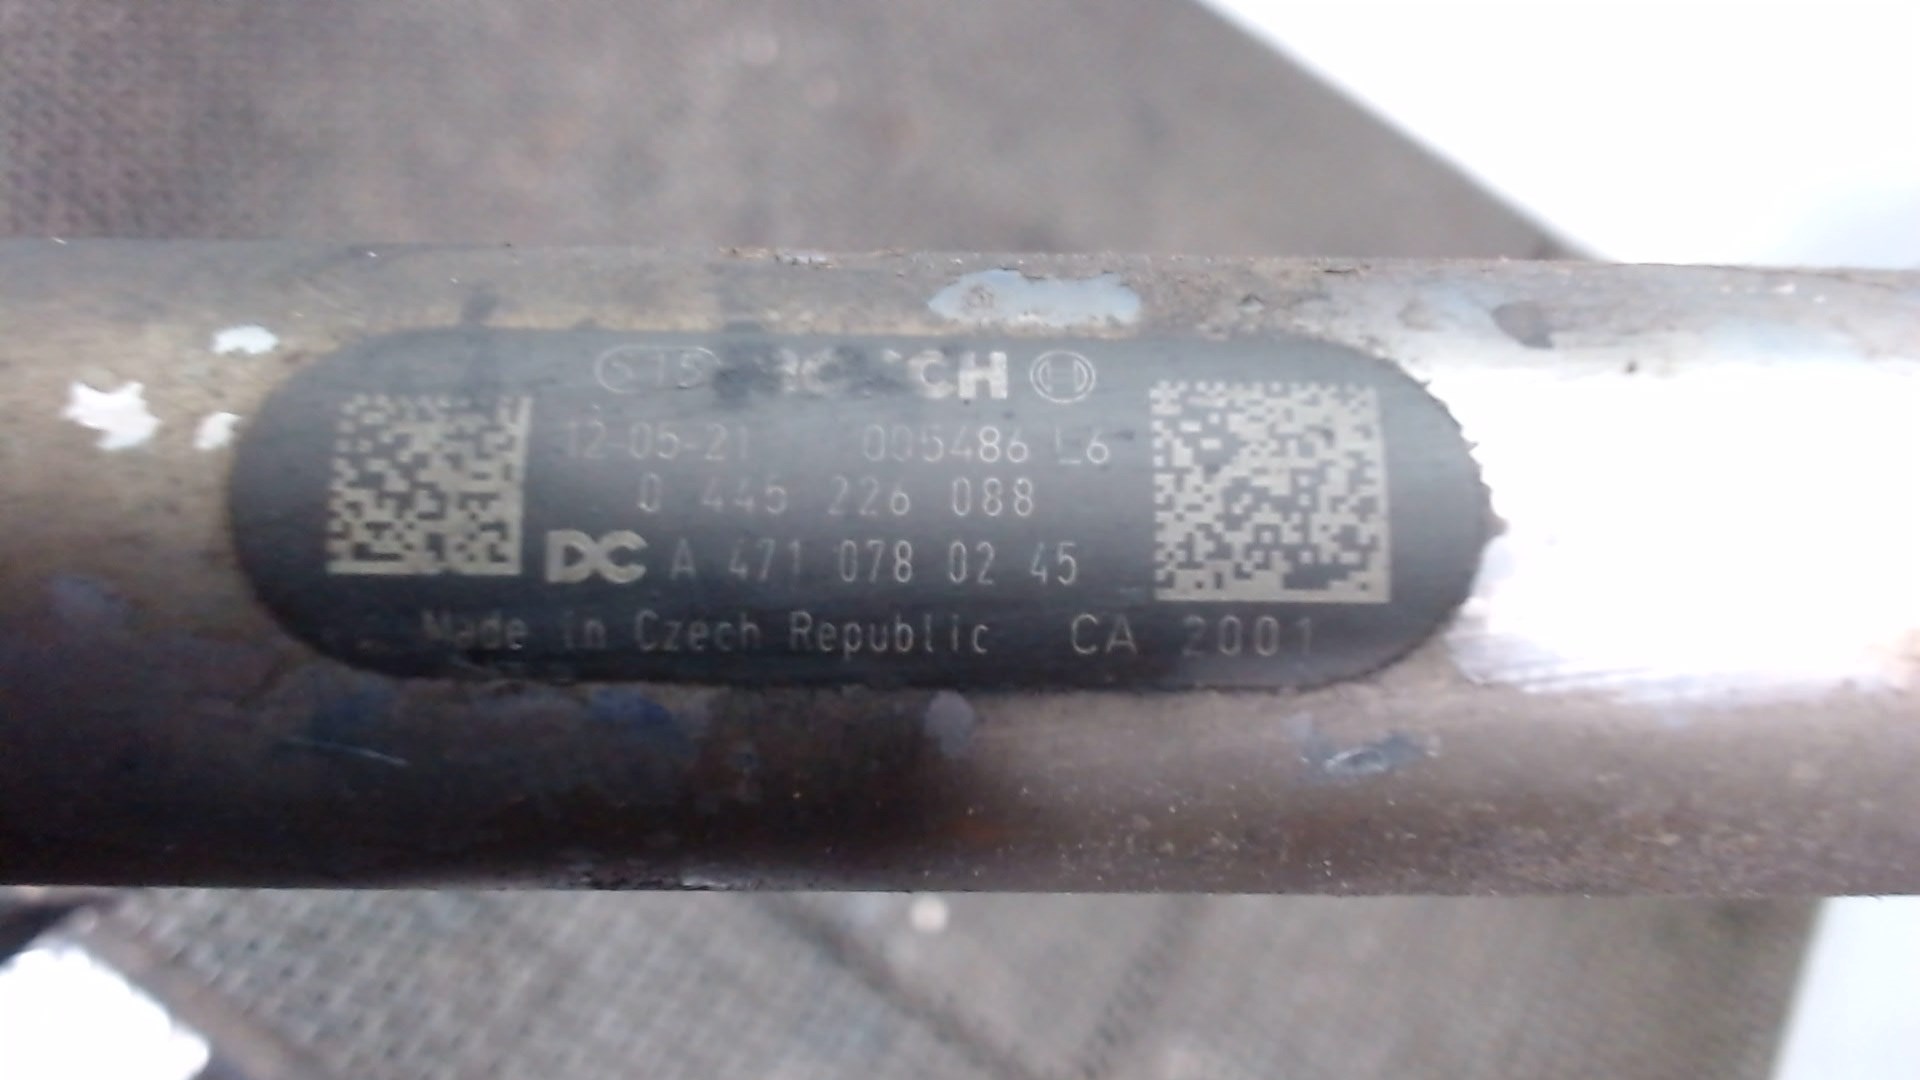 BOSCH
12-05-21 005486 L6
0 445 226 088
DC A 471 078 02 45
Made in Czech Republic CA 2001